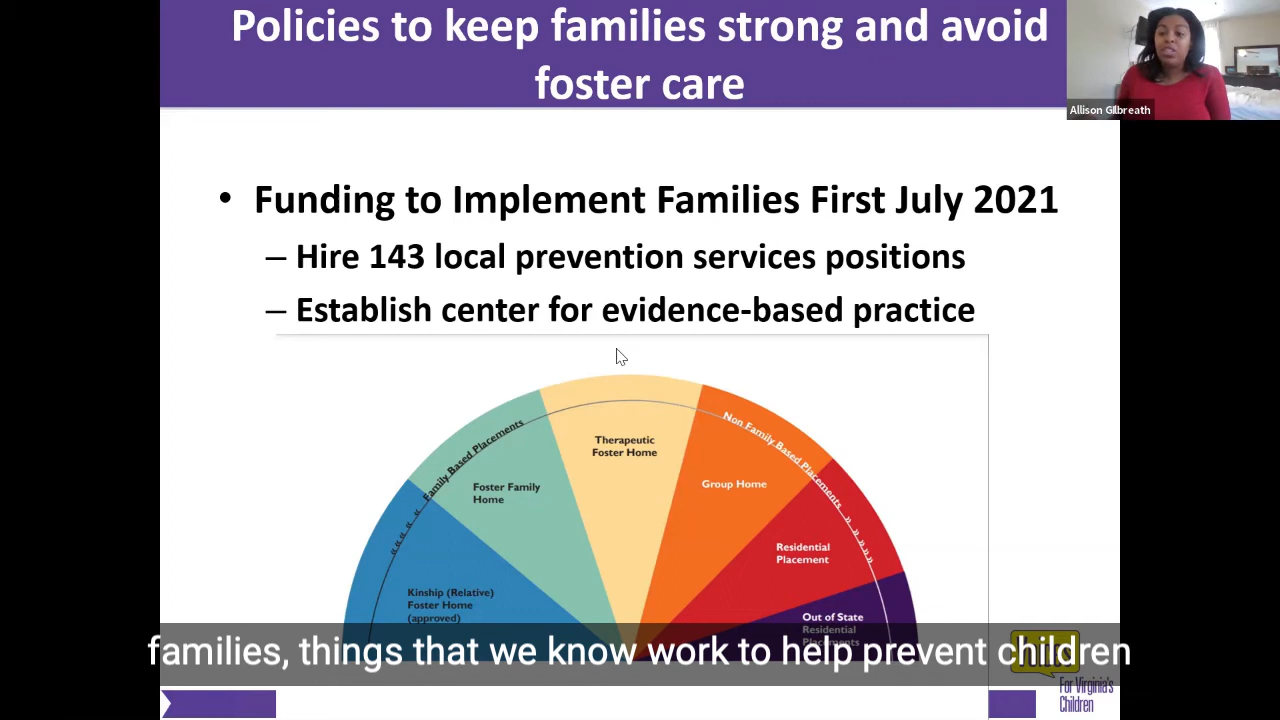 Policies to keep families strong and avoid
foster care
Allison Gilbreath
• Funding to Implement Families First July 2021
– Hire 143 local prevention services positions
– Establish center for evidence-based practice
Family Based Placements
Non Family Based Placements
Therapeutic
Foster Home
Foster Family
Home
Group Home
Residential
Placement
Kinship (Relative)
Foster Home
(approved)
Out of State
Residential
families, things that we know work to help prevent children
For Virginia's
Children